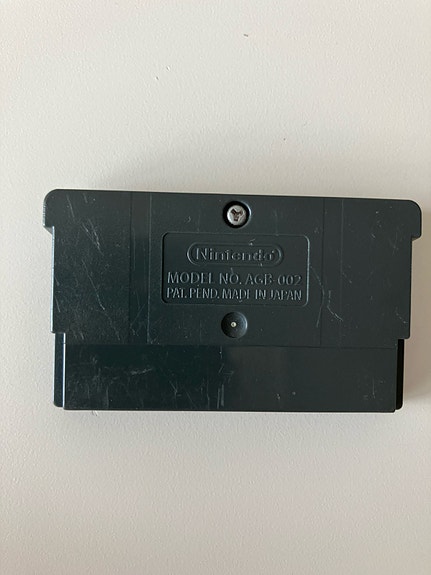 Nintendo
MODEL NO. AGB-002
PAT. PEND. MADE IN JAPAN